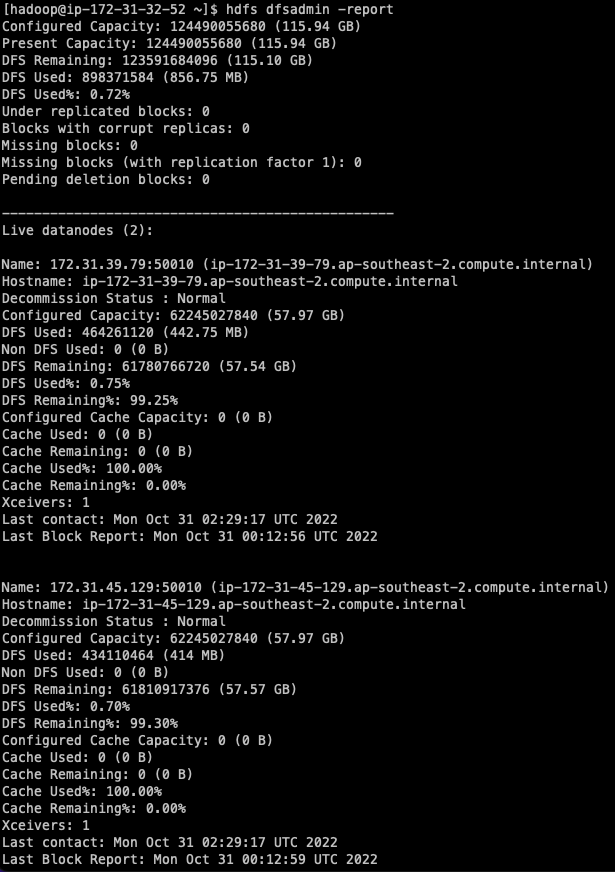 [hadoop@ip-172-31-32-52 ~]$ hdfs dfsadmin -report
Configured Capacity: 124490055680 (115.94 GB)
Present Capacity: 124490055680 (115.94 GB)
DFS Remaining: 123591684096 (115.10 GB)
DFS Used: 898371584 (856.75 MB)
DFS Used%: 0.72%
Under replicated blocks: 0
Blocks with corrupt replicas: 0
Missing blocks: 0
Missing blocks (with replication factor 1): 0
Pending deletion blocks: 0
-------------------------------------------------
Live datanodes (2):
Name: 172.31.39.79:50010 (ip-172-31-39-79.ap-southeast-2.compute.internal)
Hostname: ip-172-31-39-79.ap-southeast-2.compute.internal
Decommission Status : Normal
Configured Capacity: 62245027840 (57.97 GB)
DFS Used: 464261120 (442.75 MB)
Non DFS Used: 0 (0 B)
DFS Remaining: 61780766720 (57.54 GB)
DFS Used%: 0.75%
DFS Remaining%: 99.25%
Configured Cache Capacity: 0 (0 B)
Cache Used: 0 (0 B)
Cache Remaining: 0 (0 B)
Cache Used%: 100.00%
Cache Remaining%: 0.00%
Xceivers: 1
Last contact: Mon Oct 31 02:29:17 UTC 2022
Last Block Report: Mon Oct 31 00:12:56 UTC 2022
Name: 172.31.45.129:50010 (ip-172-31-45-129.ap-southeast-2.compute.internal)
Hostname: ip-172-31-45-129.ap-southeast-2.compute.internal
Decommission Status : Normal
Configured Capacity: 62245027840 (57.97 GB)
DFS Used: 434110464 (414 MB)
Non DFS Used: 0 (0 B)
DFS Remaining: 61810917376 (57.57 GB)
DFS Used%: 0.70%
DFS Remaining%: 99.30%
Configured Cache Capacity: 0 (0 B)
Cache Used: 0 (0 B)
Cache Remaining: 0 (0 B)
Cache Used%: 100.00%
Cache Remaining%: 0.00%
Xceivers: 1
Last contact: Mon Oct 31 02:29:17 UTC 2022
Last Block Report: Mon Oct 31 00:12:59 UTC 2022